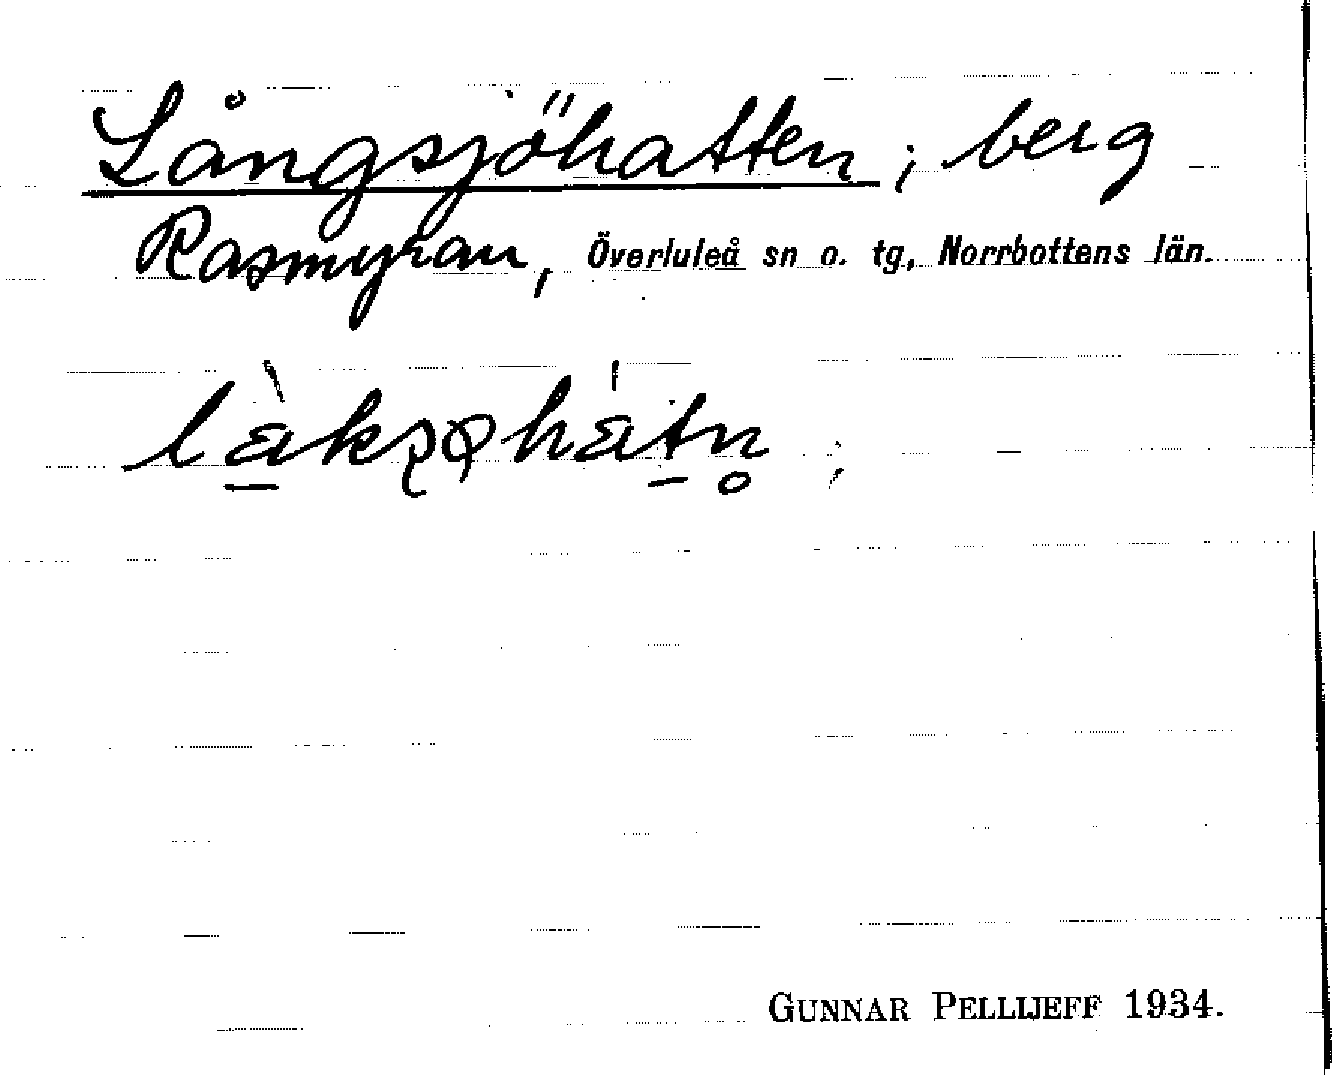 Långsjöhatten; berg
Rasmyran, Överluleå sn o. tg, Norrbottens län.
GUNNAR PELLIJEFF 1934.